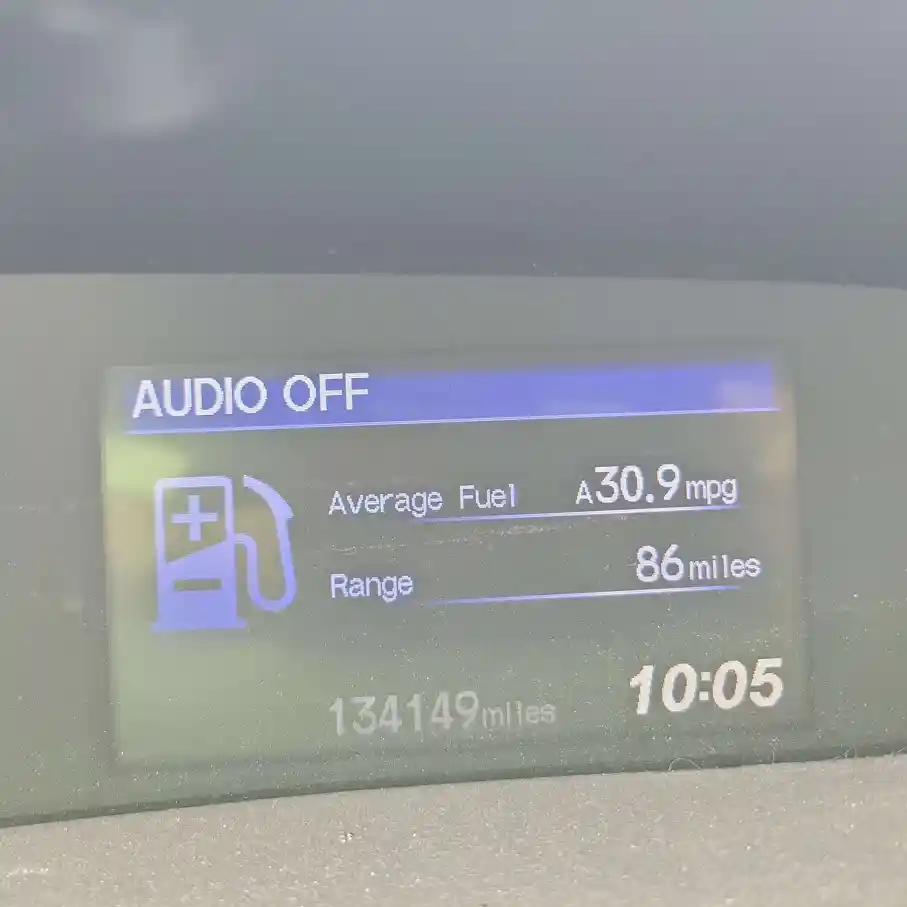 AUDIO OFF
Average Fuel A30.9mpg
Range 86miles
134149miles 10:05